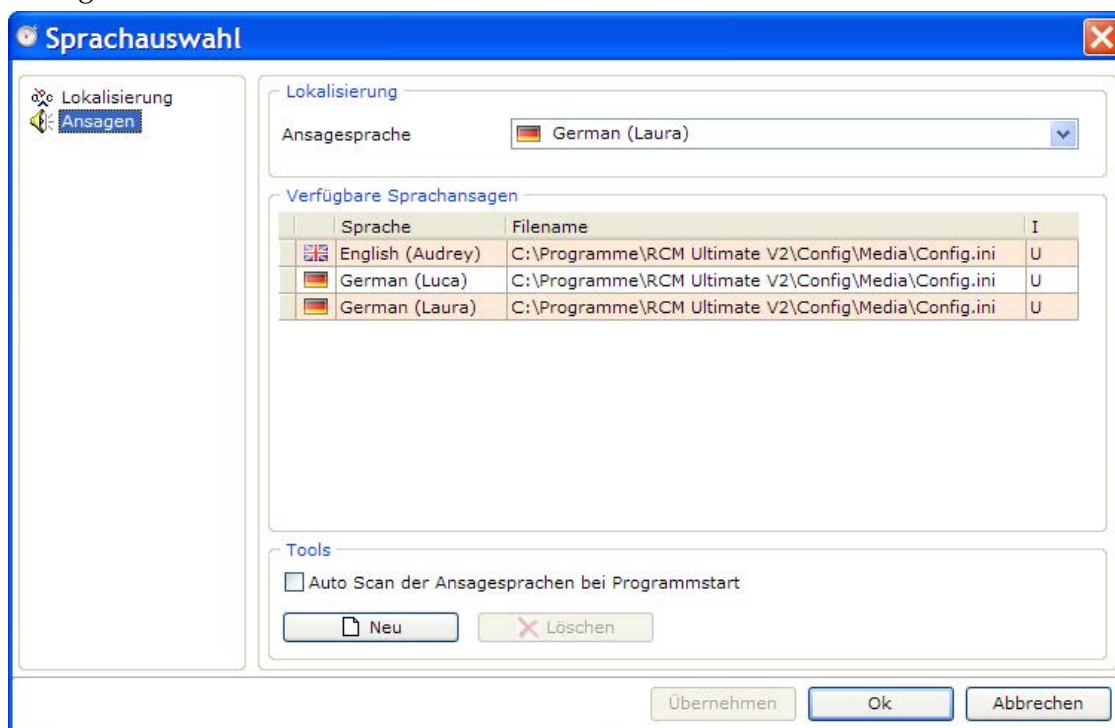 Sprachauswahl
Lokalisierung
Ansagen
Lokalisierung
Ansagesprache German (Laura)
Verfügbare Sprachansagen
Sprache Filename I
English (Audrey) C:\Programme\RCM Ultimate V2\Config\Media\Config.ini U
German (Luca) C:\Programme\RCM Ultimate V2\Config\Media\Config.ini U
German (Laura) C:\Programme\RCM Ultimate V2\Config\Media\Config.ini U
Tools
Auto Scan der Ansagesprachen bei Programmstart
Neu Löschen
Übernehmen Ok Abbrechen